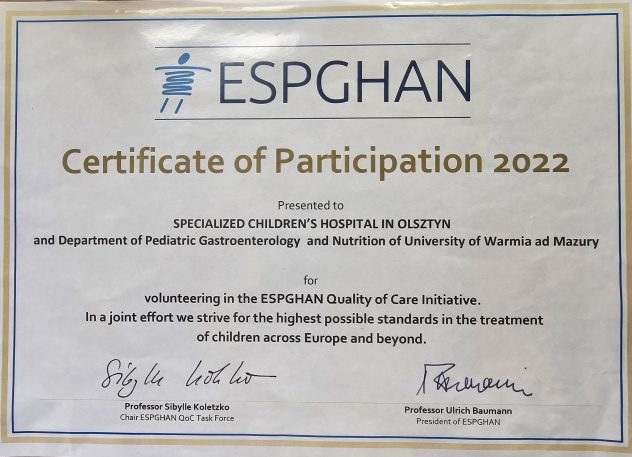 ESPGHAN
Certificate of Participation 2022
Presented to
SPECIALIZED CHILDREN'S HOSPITAL IN OLSZTYN
and Department of Pediatric Gastroenterology and Nutrition of University of Warmia ad Mazury
for
volunteering in the ESPGHAN Quality of Care Initiative.
In a joint effort we strive for the highest possible standards in the treatment
of children across Europe and beyond.
Professor Sibylle Koletzko
Chair ESPGHAN QoC Task Force
Professor Ulrich Baumann
President of ESPGHAN